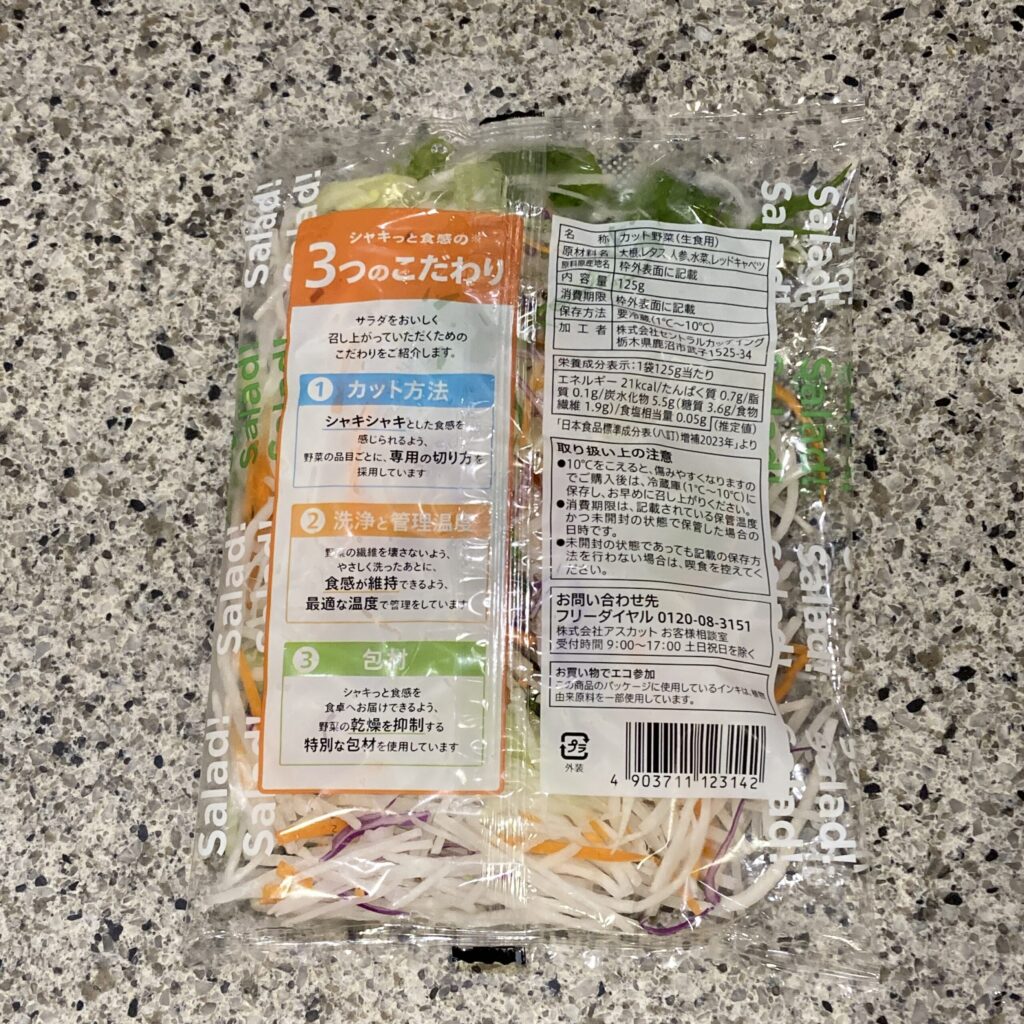 シャキっと食感の※
3つのこだわり
サラダをおいしく
召し上がっていただくための
こだわりをご紹介します。
1 カット方法
シャキシャキとした食感を
感じられるよう、
野菜の品目ごとに、専用の切り方を
採用しています
2 洗浄と管理温度
野菜の繊維を壊さないよう、
やさしく洗ったあとに、
食感が維持できるよう、
最適な温度で管理をしています
3 包材
シャキっと食感を
食卓へお届けできるよう、
野菜の乾燥を抑制する
特別な包材を使用しています
名 称 カット野菜(生食用)
原材料名 大根、レタス、人参、水菜、レッドキャベツ
原料原産地名 枠外表面に記載
内容量 125g
消費期限 枠外表面に記載
保存方法 要冷蔵(1℃〜10℃)
加工者 株式会社セントラルカッティング
栃木県鹿沼市武子1525-34
栄養成分表示:1袋125g当たり
エネルギー 21kcal/たんぱく質 0.7g/脂
質 0.1g/炭水化物 5.5g(糖質 3.6g/食物
繊維 1.9g)/食塩相当量 0.05g (推定値)
「日本食品標準成分表(八訂)増補2023年」より
取り扱い上の注意
●10℃をこえると、傷みやすくなりますの
でご購入後は、冷蔵庫(1℃〜10℃)に
保存し、お早めに召し上がりください。
●消費期限は、記載されている保管温度
かつ未開封の状態で保管した場合の
日時です。
●未開封の状態であっても記載の保存方
法を行わない場合は、喫食を控えてく
ださい。
お問い合わせ先
フリーダイヤル 0120-08-3151
株式会社アスカット お客様相談室
受付時間 9:00〜17:00 土日祝日を除く
お買い物でエコ参加
この商品のパッケージに使用しているインキは、植物
由来原料を一部使用しています。
プラ
外装
4 903711 123142
Salad!
Salad!
Salad!
Salad!
Salad!
Salad!
Salad!
Salad!
Salad!